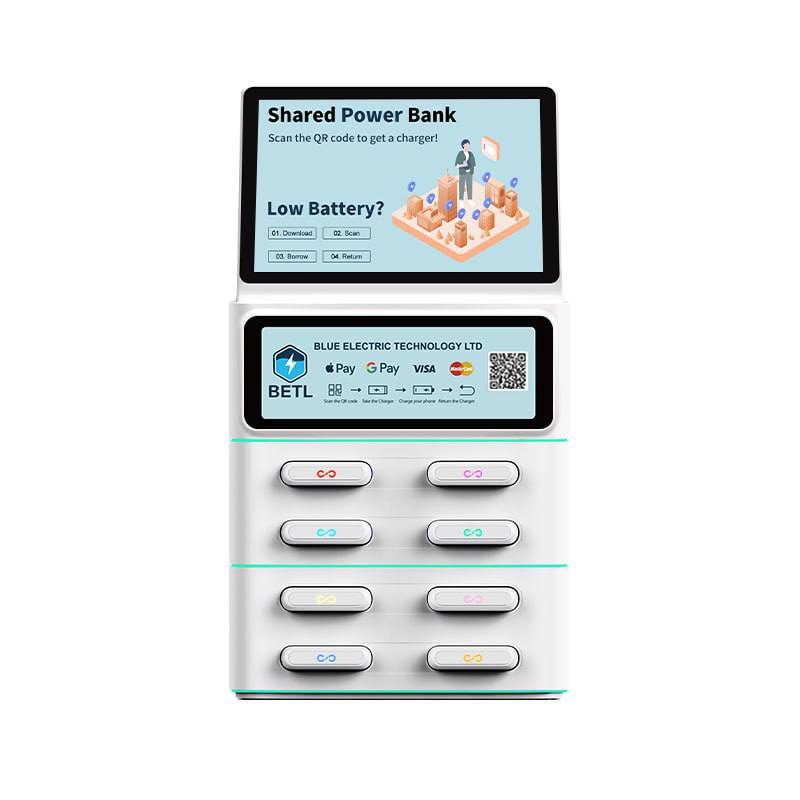 Shared Power Bank
Scan the QR code to get a charger!
Low Battery?
01. Download 02. Scan
03. Borrow 04. Return
BLUE ELECTRIC TECHNOLOGY LTD
Pay G Pay VISA MasterCard
BETL
Scan the QR code Take the Charger Charge your phone Return the Charger